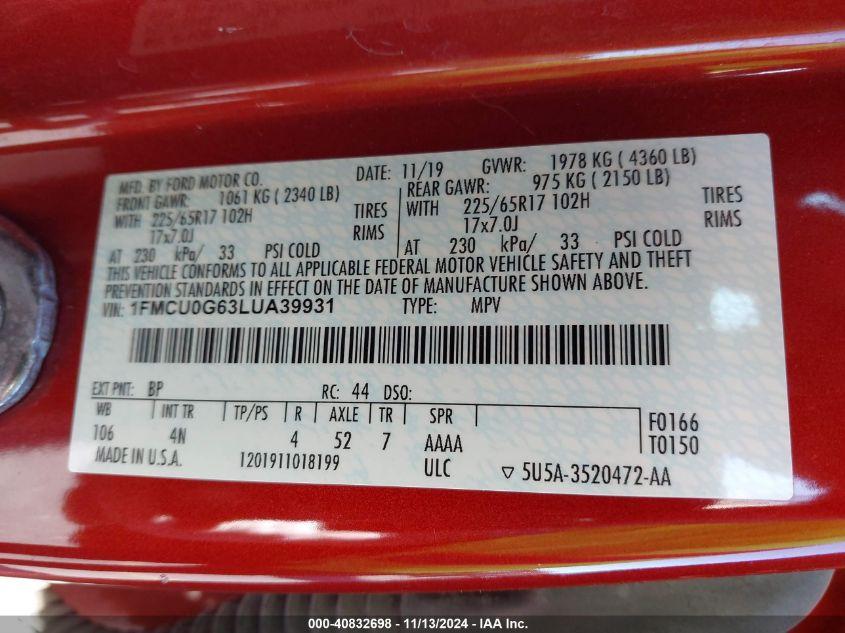 MFD. BY FORD MOTOR CO. DATE: 11/19 GVWR: 1978 KG ( 4360 LB)
FRONT GAWR: 1061 KG ( 2340 LB) REAR GAWR: 975 KG ( 2150 LB)
WITH 225/65R17 102H TIRES WITH 225/65R17 102H TIRES
17x7.0J RIMS 17x7.0J RIMS
AT 230 kPa/ 33 PSI COLD AT 230 kPa/ 33 PSI COLD
THIS VEHICLE CONFORMS TO ALL APPLICABLE FEDERAL MOTOR VEHICLE SAFETY AND THEFT
PREVENTION STANDARDS IN EFFECT ON THE DATE OF MANUFACTURE SHOWN ABOVE.
VIN: 1FMCU0G63LUA39931 TYPE: MPV
EXT PNT: BP RC: 44 DSO:
WB INT TR TP/PS R AXLE TR SPR F0166
106 4N 4 52 7 AAAA T0150
MADE IN U.S.A. 1201911018199 ULC ▽ 5U5A-3520472-AA
000-40832698 - 11/13/2024 - IAA Inc.